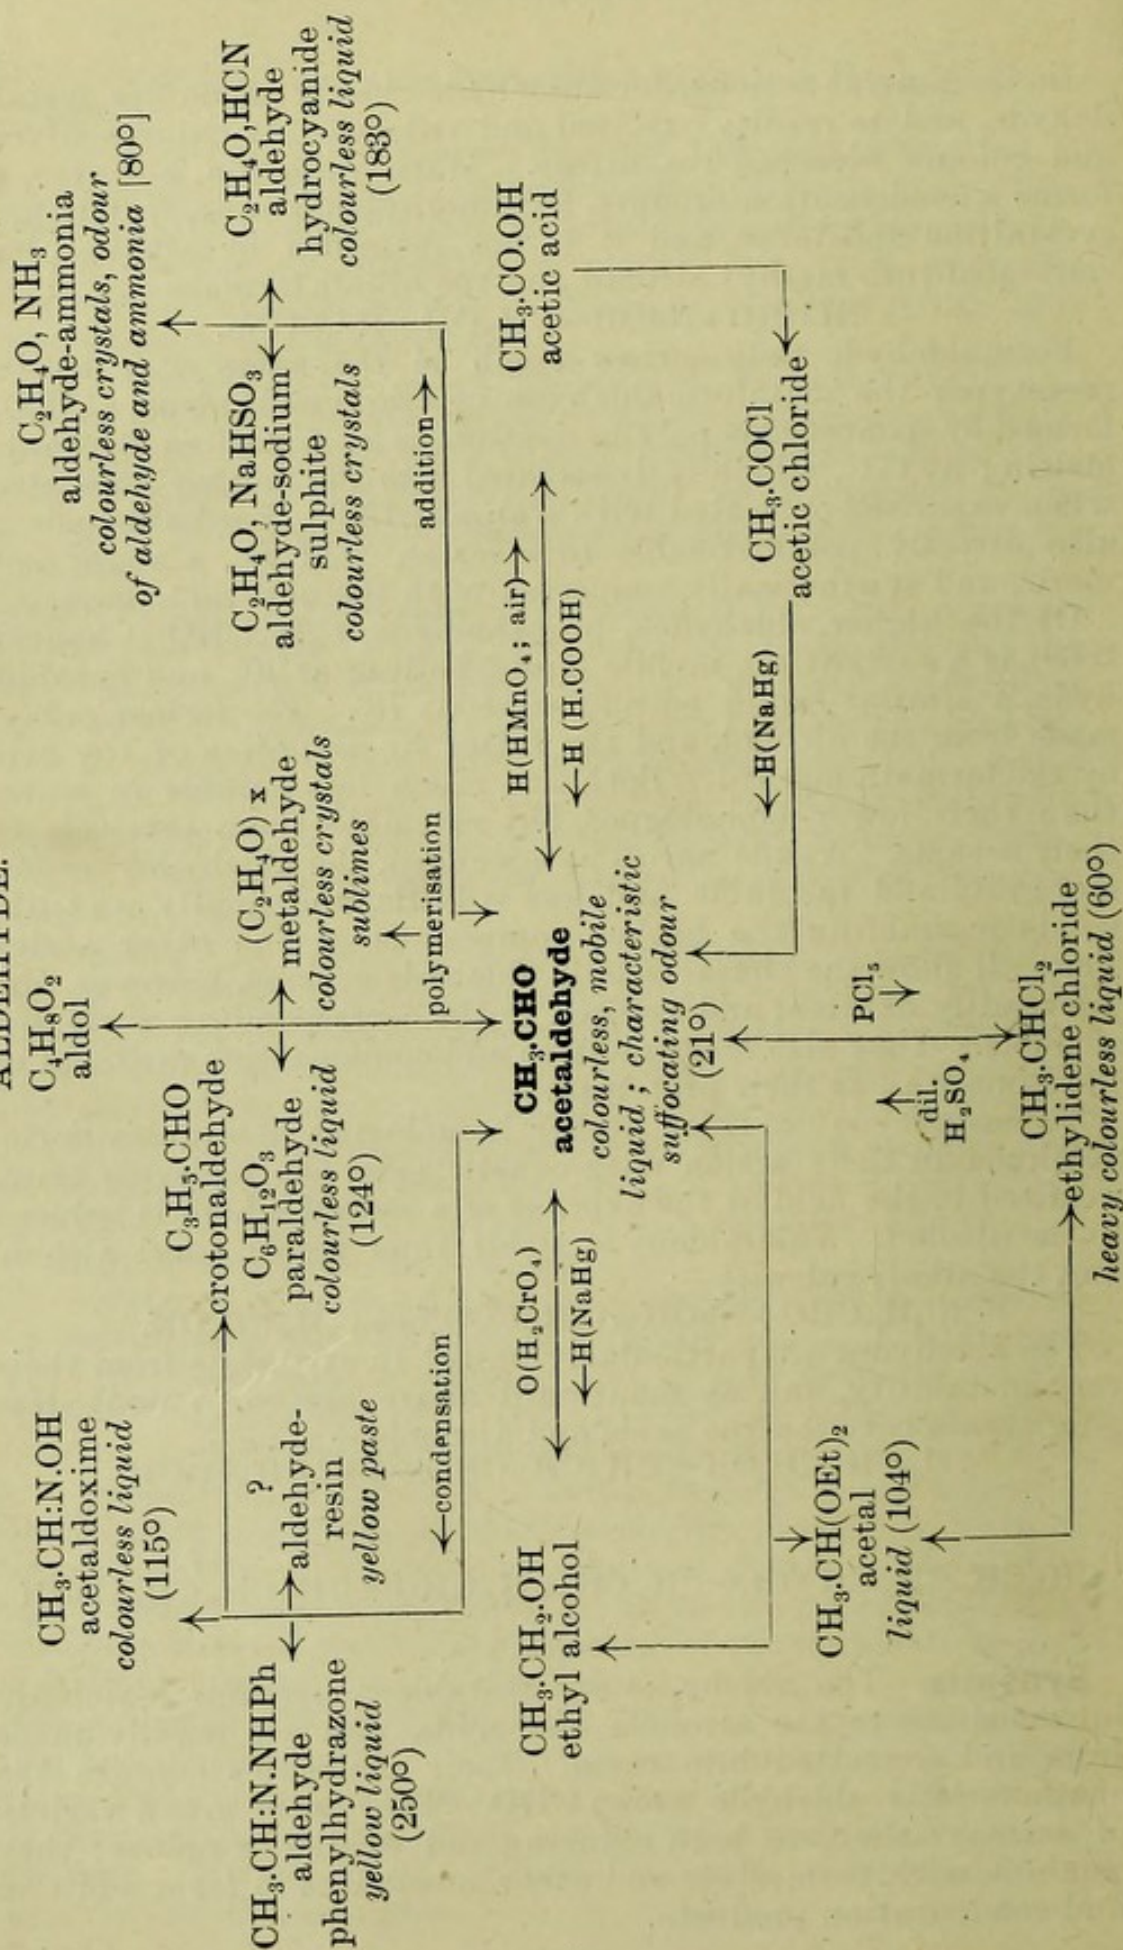 ALDEHYDE.
C₄H₈O₂
aldol
CH₃.CH:N.OH
acetaldoxime
colourless liquid
(115°)
C₂H₄O, NH₃
aldehyde-ammonia
colourless crystals, odour
of aldehyde and ammonia [80°]
C₃H₅.CHO
crotonaldehyde
CH₃.CH:N.NHPh
aldehyde
phenylhydrazone
yellow liquid
(250°)
?
aldehyde-
resin
yellow paste
C₆H₁₂O₃
paraldehyde
colourless liquid
(124°)
(C₂H₄O)x
metaldehyde
colourless crystals
sublimes
C₂H₄O, NaHSO₃
aldehyde-sodium
sulphite
colourless crystals
C₂H₄O,HCN
aldehyde
hydrocyanide
colourless liquid
(183°)
←condensation
polymerisation
addition→
CH₃.CH₂.OH
ethyl alcohol
O(H₂CrO₄)
←H(NaHg)
CH₃.CHO
acetaldehyde
colourless, mobile
liquid; characteristic
suffocating odour
(21°)
H(HMnO₄; air)→
←H (H.COOH)
CH₃.CO.OH
acetic acid
CH₃.CH(OEt)₂
acetal
liquid (104°)
dil.
H₂SO₄
PCl₅
←H(NaHg)
CH₃.COCl
acetic chloride
CH₃.CHCl₂
ethylidene chloride
heavy colourless liquid (60°)